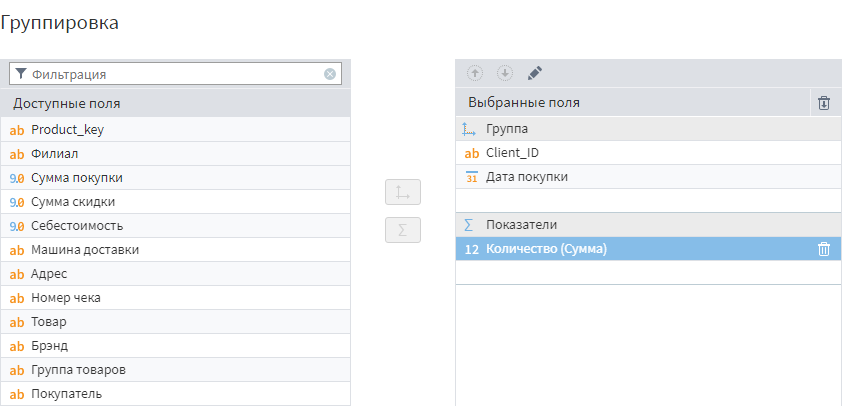 Группировка
Фильтрация
Доступные поля
ab Product_key
ab Филиал
9.0 Сумма покупки
9.0 Сумма скидки
9.0 Себестоимость
ab Машина доставки
ab Адрес
ab Номер чека
ab Товар
ab Брэнд
ab Группа товаров
ab Покупатель
Σ
Выбранные поля
Группа
ab Client_ID
31 Дата покупки
Σ Показатели
12 Количество (Сумма)